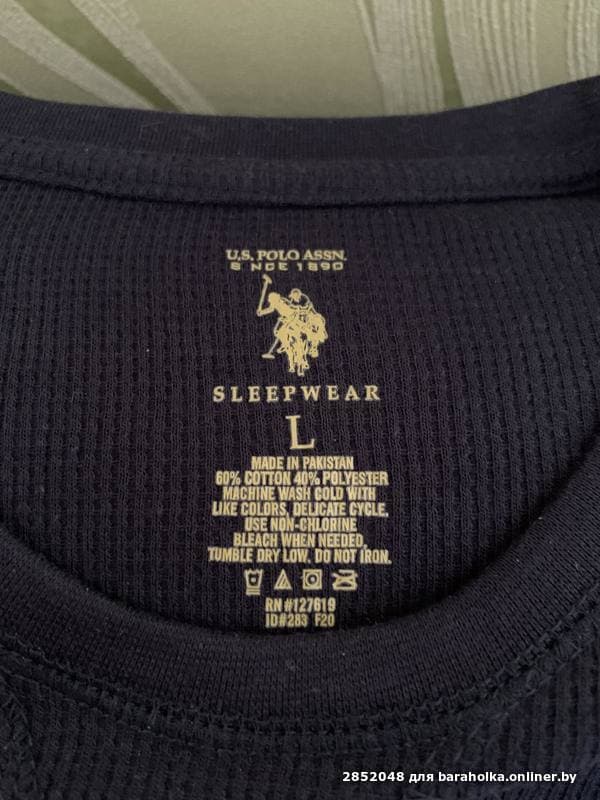 U.S. POLO ASSN.
S NCE 1890
SLEEPWEAR
L
MADE IN PAKISTAN
60% COTTON 40% POLYESTER
MACHINE WASH COLD WITH
LIKE COLORS, DELICATE CYCLE.
USE NON-CHLORINE
BLEACH WHEN NEEDED.
TUMBLE DRY LOW. DO NOT IRON.
RN #127619
ID#283 F20
2852048 для baraholka.onliner.by